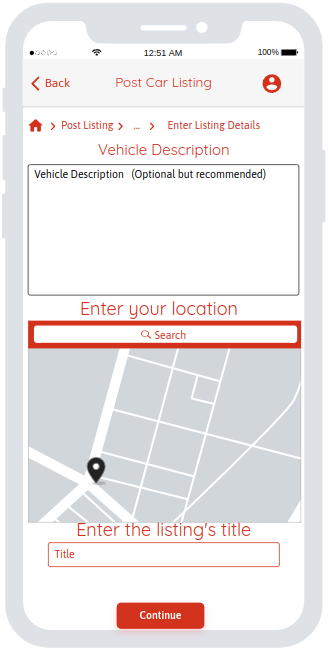 12:51 AM
100%
Back
Post Car Listing
Post Listing
...
Enter Listing Details
Vehicle Description
Vehicle Description (Optional but recommended)
Enter your location
Search
Enter the listing's title
Title
Continue